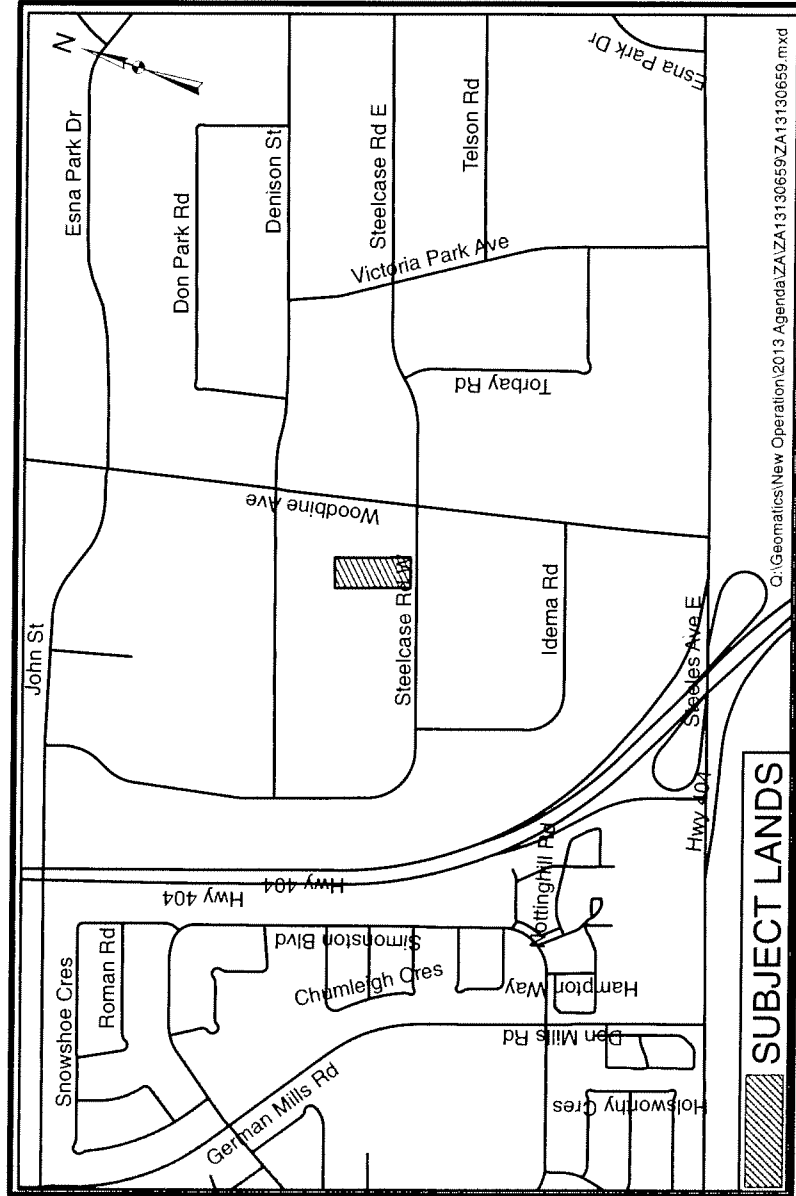 N
Esna Park Dr
Don Park Rd
Denison St
Steelcase Rd E
Telson Rd
Esna Park Dr
Victoria Park Ave
Torbay Rd
Woodbine Ave
John St
Steelcase Rd W
Idema Rd
Steeles Ave E
Hwy 404
Hwy 404
Hwy 404
Nottinghill Rd
Simonston Blvd
Snowshoe Cres
Roman Rd
Chumleigh Cres
Hampton Way
Don Mills Rd
German Mills Rd
Holsworthy Cres
SUBJECT LANDS
Q:\Geomatics\New Operation\2013 Agenda\ZA\ZA13130659\ZA13130659.mxd